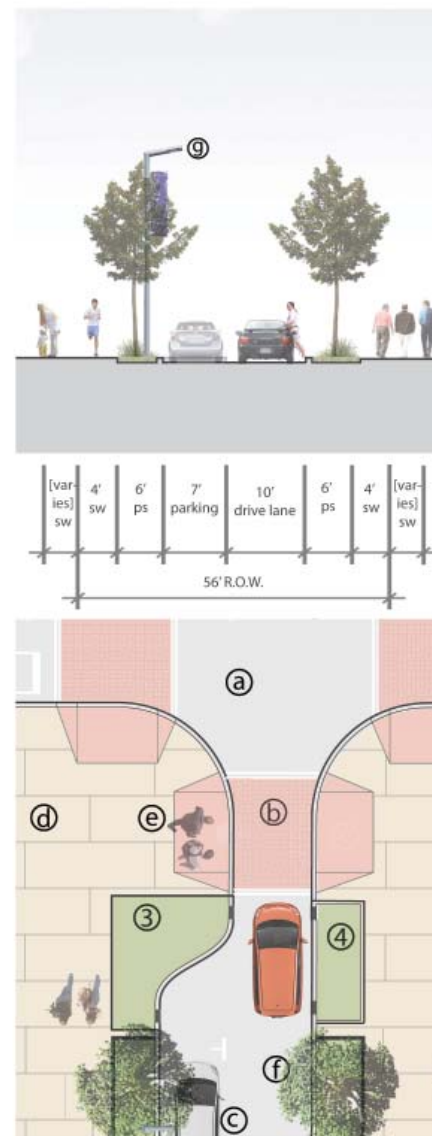 g
[var-
ies]
sw
4'
sw
6'
ps
7'
parking
10'
drive lane
6'
ps
4'
sw
[var-
ies]
sw
56' R.O.W.
a
b
d
e
3
4
f
c